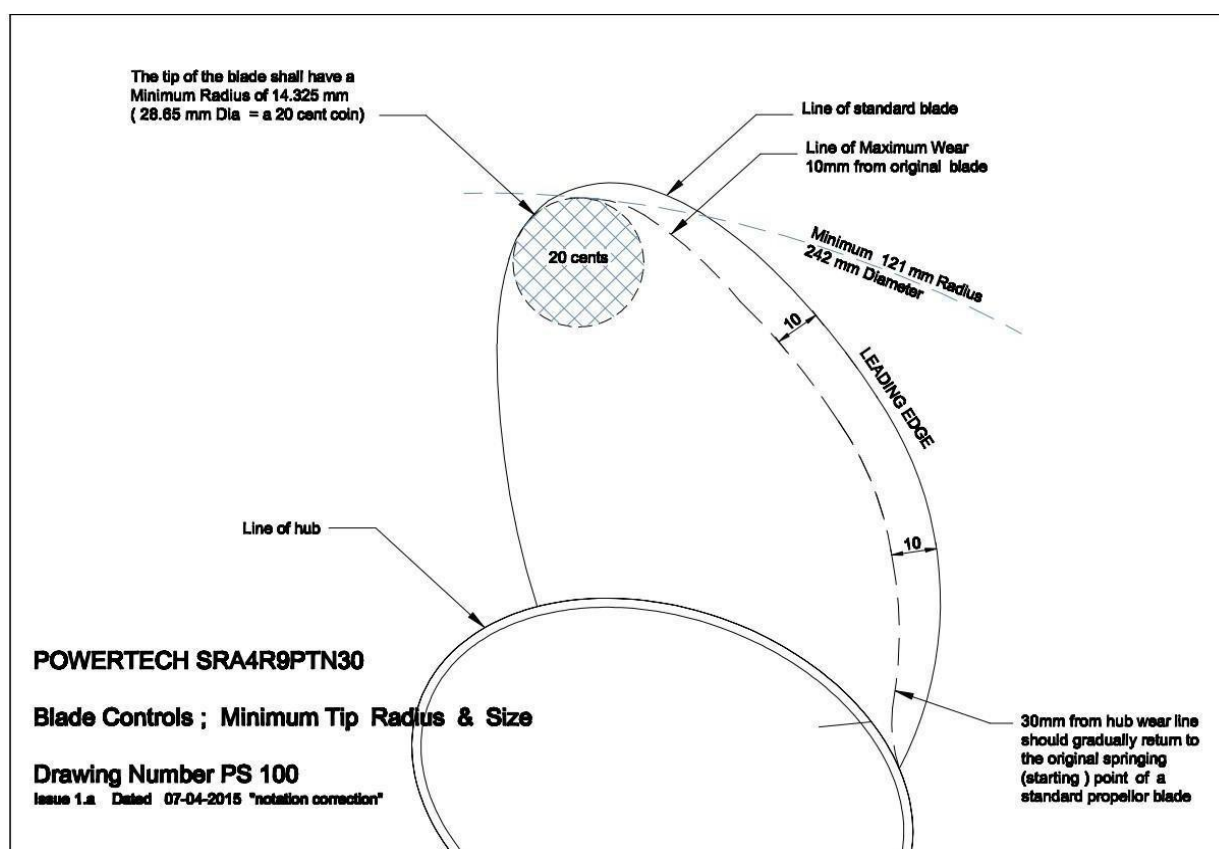 The tip of the blade shall have a
Minimum Radius of 14.325 mm
( 28.65 mm Dia = a 20 cent coin)
Line of standard blade
Line of Maximum Wear
10mm from original blade
20 cents
Minimum 121 mm Radius
242 mm Diameter
10
LEADING EDGE
10
Line of hub
POWERTECH SRA4R9PTN30
Blade Controls ; Minimum Tip Radius & Size
Drawing Number PS 100
Issue 1.a Dated 07-04-2015 "notation correction"
30mm from hub wear line
should gradually return to
the original springing
(starting ) point of a
standard propellor blade